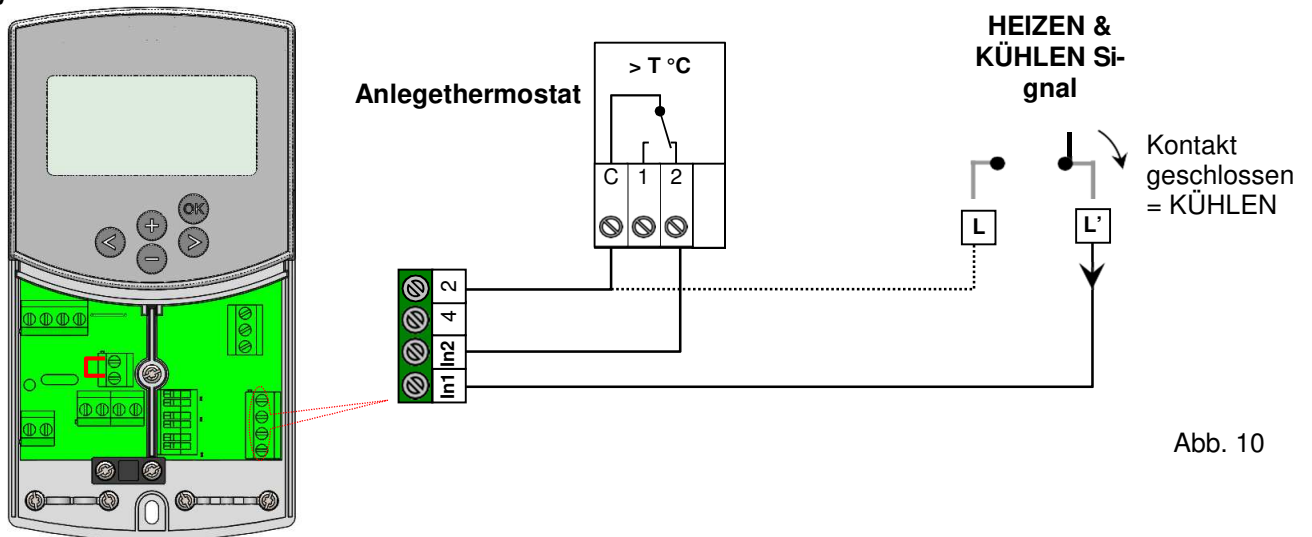 HEIZEN &
KÜHLEN Si-
gnal
> T °C
Anlegethermostat
Kontakt
geschlossen
= KÜHLEN
C 1 2
L L’
OK
+
< >
−
2
4
In2
In1
Abb. 10